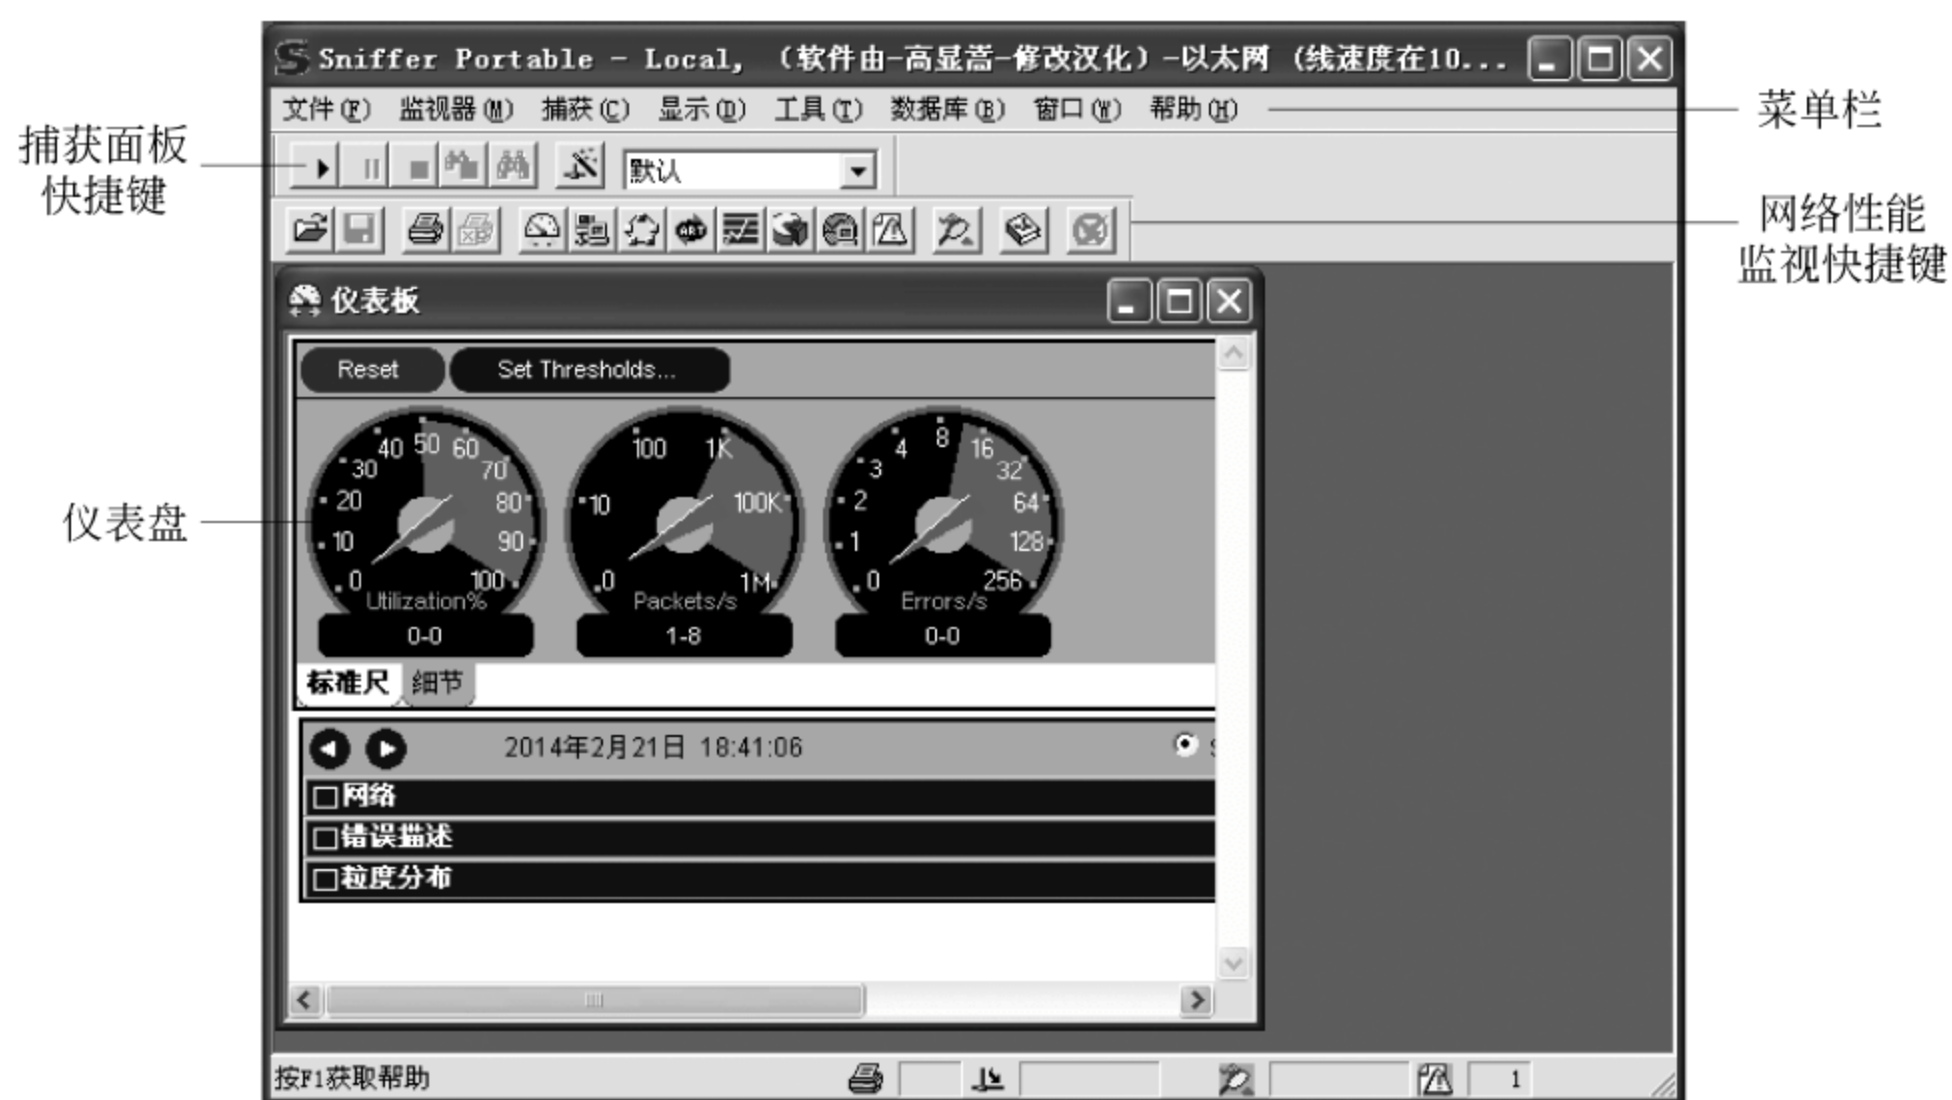 Sniffer Portable - Local, （软件由-高显嵩-修改汉化）-以太网 (线速度在10...
文件(F) 监视器(M) 捕获(C) 显示(D) 工具(T) 数据库(B) 窗口(W) 帮助(H)
菜单栏
捕获面板
快捷键
默认
网络性能
监视快捷键
仪表板
Reset Set Thresholds...
仪表盘
0 10 20 30 40 50 60 70 80 90 100
Utilization%
0-0
0 10 100 1K 100K 1M
Packets/s
1-8
0 1 2 3 4 8 16 32 64 128 256
Errors/s
0-0
标准尺 细节
2014年2月21日 18:41:06
网络
错误描述
粒度分布
按F1获取帮助 1